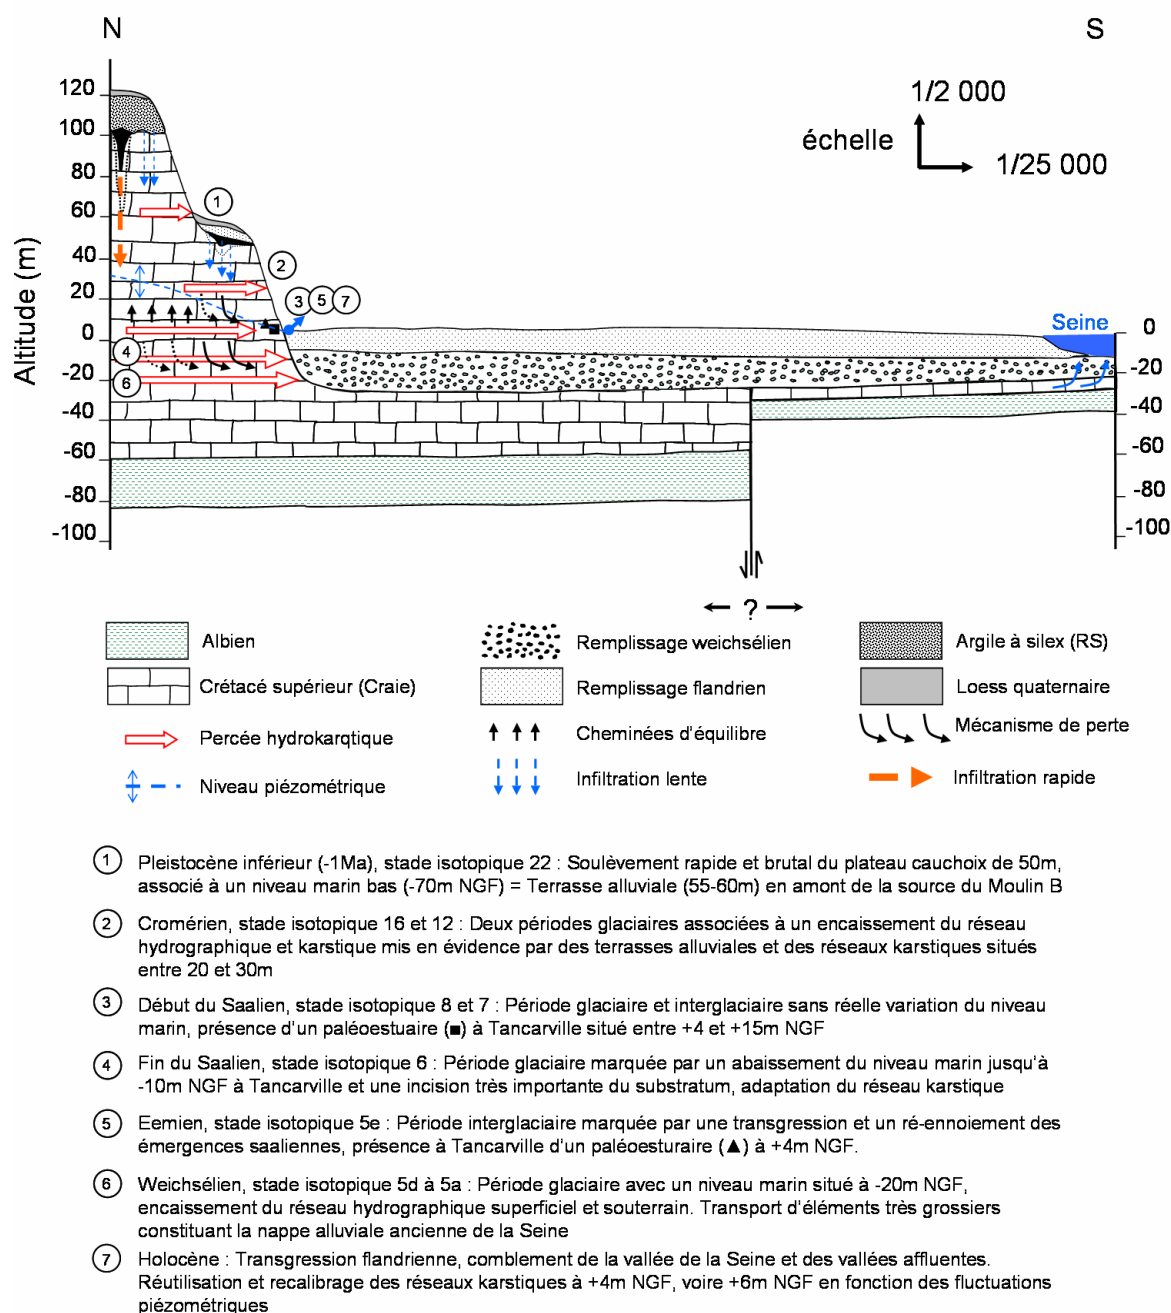 N
S
1/2 000
échelle
1/25 000
Altitude (m)
120
100
80
60
40
20
0
-20
-40
-60
-80
-100
1
2
3 5 7
4
6
Seine
0
-20
-40
-60
-80
-100
?
Albien
Remplissage weichsélien
Argile à silex (RS)
Crétacé supérieur (Craie)
Remplissage flandrien
Loess quaternaire
Percée hydrokarqtique
Cheminées d'équilibre
Mécanisme de perte
Niveau piézométrique
Infiltration lente
Infiltration rapide
1 Pleistocène inférieur (-1Ma), stade isotopique 22 : Soulèvement rapide et brutal du plateau cauchoix de 50m,
associé à un niveau marin bas (-70m NGF) = Terrasse alluviale (55-60m) en amont de la source du Moulin B
2 Cromérien, stade isotopique 16 et 12 : Deux périodes glaciaires associées à un encaissement du réseau
hydrographique et karstique mis en évidence par des terrasses alluviales et des réseaux karstiques situés
entre 20 et 30m
3 Début du Saalien, stade isotopique 8 et 7 : Période glaciaire et interglaciaire sans réelle variation du niveau
marin, présence d'un paléoestuaire (■) à Tancarville situé entre +4 et +15m NGF
4 Fin du Saalien, stade isotopique 6 : Période glaciaire marquée par un abaissement du niveau marin jusqu'à
-10m NGF à Tancarville et une incision très importante du substratum, adaptation du réseau karstique
5 Eemien, stade isotopique 5e : Période interglaciaire marquée par une transgression et un ré-ennoiement des
émergences saaliennes, présence à Tancarville d'un paléoesturaire (▲) à +4m NGF.
6 Weichsélien, stade isotopique 5d à 5a : Période glaciaire avec un niveau marin situé à -20m NGF,
encaissement du réseau hydrographique superficiel et souterrain. Transport d'éléments très grossiers
constituant la nappe alluviale ancienne de la Seine
7 Holocène : Transgression flandrienne, comblement de la vallée de la Seine et des vallées affluentes.
Réutilisation et recalibrage des réseaux karstiques à +4m NGF, voire +6m NGF en fonction des fluctuations
piézométriques